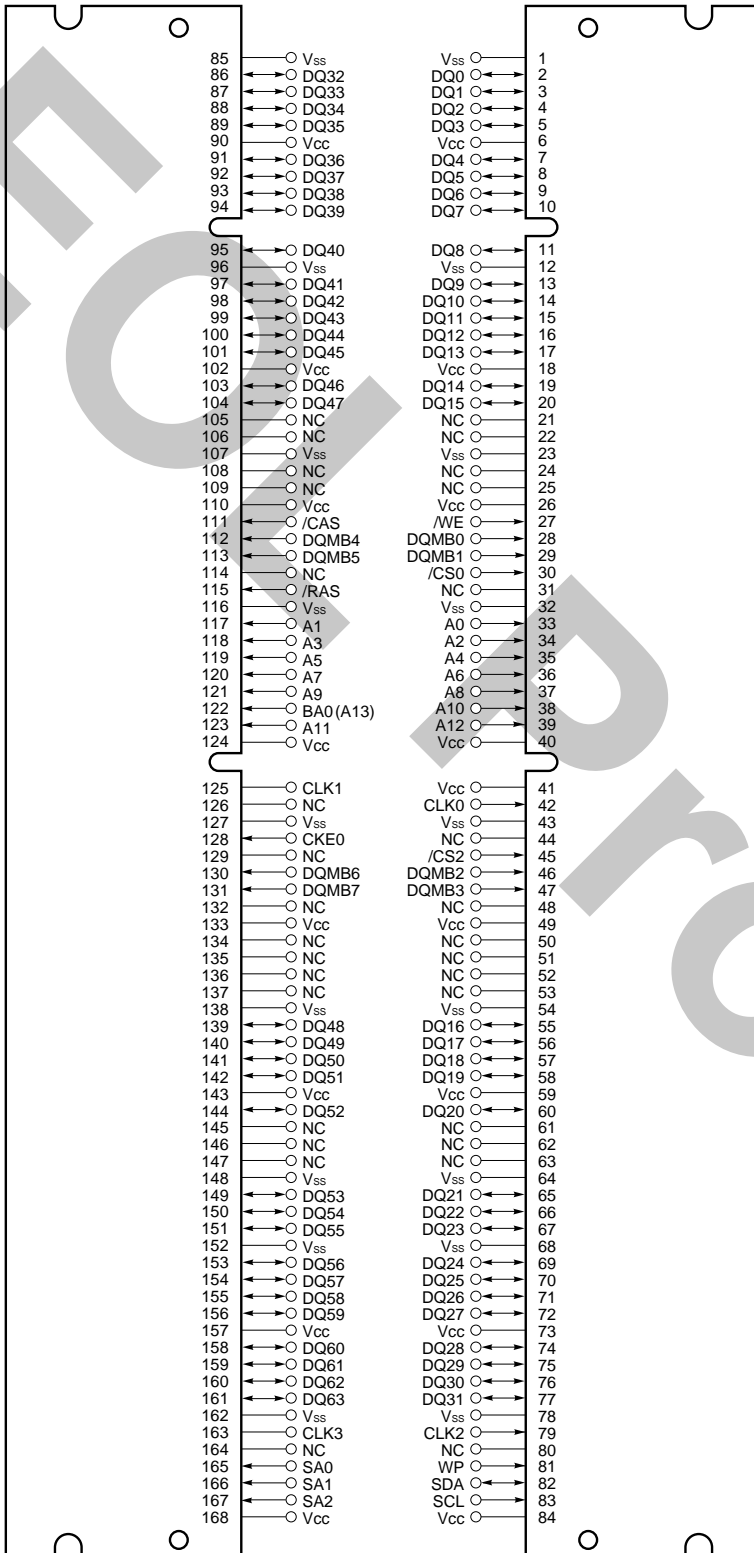 85 Vss Vss 1
86 DQ32 DQ0 2
87 DQ33 DQ1 3
88 DQ34 DQ2 4
89 DQ35 DQ3 5
90 Vcc Vcc 6
91 DQ36 DQ4 7
92 DQ37 DQ5 8
93 DQ38 DQ6 9
94 DQ39 DQ7 10
95 DQ40 DQ8 11
96 Vss Vss 12
97 DQ41 DQ9 13
98 DQ42 DQ10 14
99 DQ43 DQ11 15
100 DQ44 DQ12 16
101 DQ45 DQ13 17
102 Vcc Vcc 18
103 DQ46 DQ14 19
104 DQ47 DQ15 20
105 NC NC 21
106 NC NC 22
107 Vss Vss 23
108 NC NC 24
109 NC NC 25
110 Vcc Vcc 26
111 /CAS /WE 27
112 DQMB4 DQMB0 28
113 DQMB5 DQMB1 29
114 NC /CS0 30
115 /RAS NC 31
116 Vss Vss 32
117 A1 A0 33
118 A3 A2 34
119 A5 A4 35
120 A7 A6 36
121 A9 A8 37
122 BA0 (A13) A10 38
123 A11 A12 39
124 Vcc Vcc 40
125 CLK1 Vcc 41
126 NC CLK0 42
127 Vss Vss 43
128 CKE0 NC 44
129 NC /CS2 45
130 DQMB6 DQMB2 46
131 DQMB7 DQMB3 47
132 NC NC 48
133 Vcc Vcc 49
134 NC NC 50
135 NC NC 51
136 NC NC 52
137 NC NC 53
138 Vss Vss 54
139 DQ48 DQ16 55
140 DQ49 DQ17 56
141 DQ50 DQ18 57
142 DQ51 DQ19 58
143 Vcc Vcc 59
144 DQ52 DQ20 60
145 NC NC 61
146 NC NC 62
147 NC NC 63
148 Vss Vss 64
149 DQ53 DQ21 65
150 DQ54 DQ22 66
151 DQ55 DQ23 67
152 Vss Vss 68
153 DQ56 DQ24 69
154 DQ57 DQ25 70
155 DQ58 DQ26 71
156 DQ59 DQ27 72
157 Vcc Vcc 73
158 DQ60 DQ28 74
159 DQ61 DQ29 75
160 DQ62 DQ30 76
161 DQ63 DQ31 77
162 Vss Vss 78
163 CLK3 CLK2 79
164 NC NC 80
165 SA0 WP 81
166 SA1 SDA 82
167 SA2 SCL 83
168 Vcc Vcc 84
EOL Pro